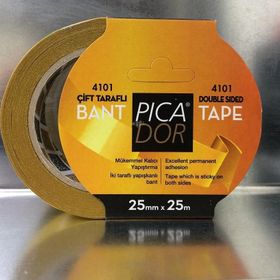 4101
ÇİFT TARAFLI
BANT
PICA®
DOR
4101
DOUBLE SIDED
TAPE
Mükemmel Kalıcı
Yapıştırma
İki taraflı yapışkanlı
bant
Excellent permanent
adhesion
Tape which is sticky on
both sides
25mm x 25m